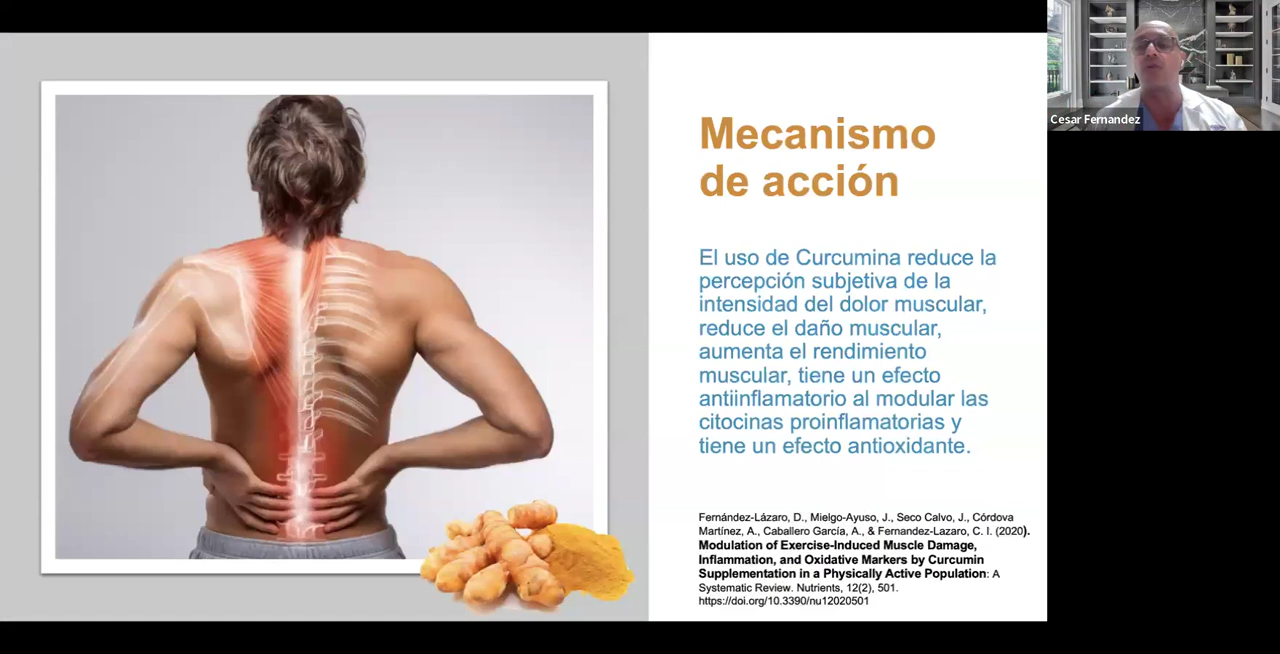 Mecanismo
de acción
El uso de Curcumina reduce la
percepción subjetiva de la
intensidad del dolor muscular,
reduce el daño muscular,
aumenta el rendimiento
muscular, tiene un efecto
antiinflamatorio al modular las
citocinas proinflamatorias y
tiene un efecto antioxidante.
Fernández-Lázaro, D., Mielgo-Ayuso, J., Seco Calvo, J., Córdova
Martínez, A., Caballero García, A., & Fernandez-Lazaro, C. I. (2020).
Modulation of Exercise-Induced Muscle Damage,
Inflammation, and Oxidative Markers by Curcumin
Supplementation in a Physically Active Population: A
Systematic Review. Nutrients, 12(2), 501.
https://doi.org/10.3390/nu12020501
Cesar Fernandez